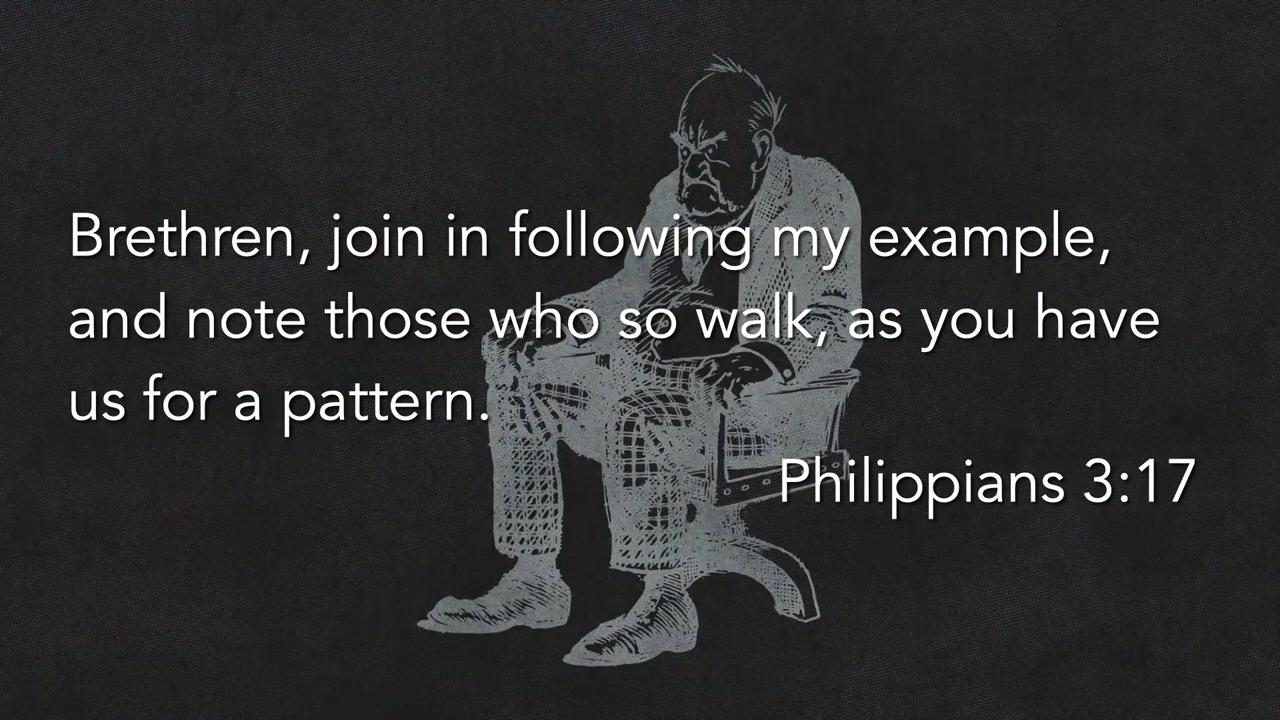 Brethren, join in following my example,
and note those who so walk, as you have
us for a pattern.
Philippians 3:17